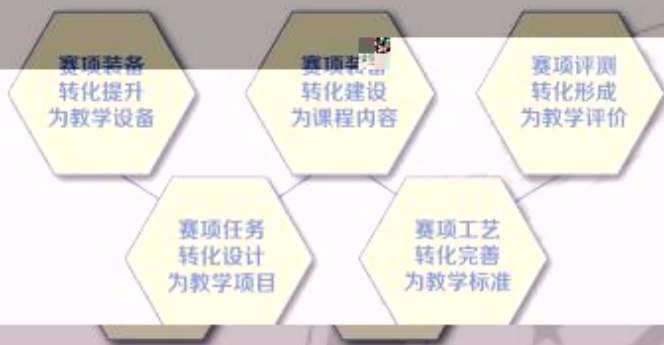 赛项装备
转化提升
为教学设备
赛项装备
转化建设
为课程内容
赛项评测
转化形成
为教学评价
赛项任务
转化设计
为教学项目
赛项工艺
转化完善
为教学标准